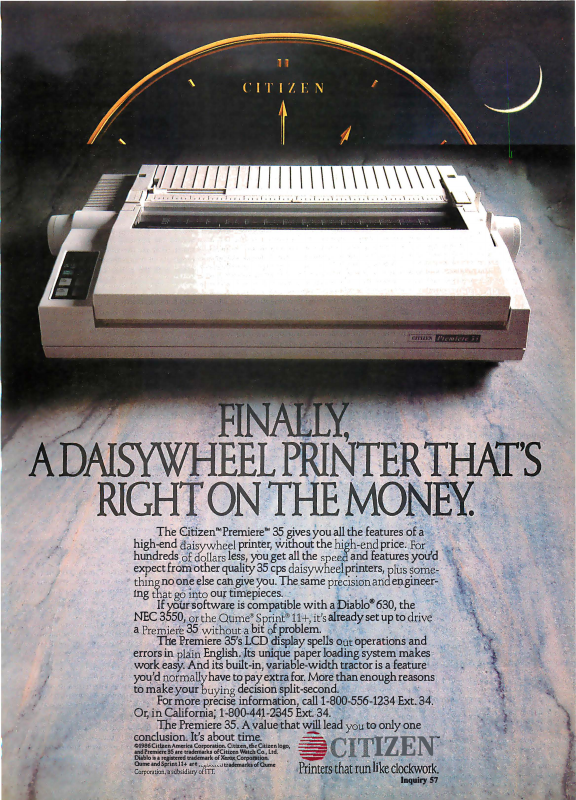 CITIZEN
CITIZEN Premiere 35
FINALLY,
A DAISYWHEEL PRINTER THAT'S
RIGHT ON THE MONEY.
The Citizen™ Premiere™ 35 gives you all the features of a
high-end daisywheel printer, without the high-end price. For
hundreds of dollars less, you get all the speed and features you'd
expect from other quality 35 cps daisywheel printers, plus some-
thing no one else can give you. The same precision and engineer-
ing that go into our timepieces.
If your software is compatible with a Diablo® 630, the
NEC 3550, or the Qume® Sprint® 11+, it's already set up to drive
a Premiere 35 without a bit of problem.
The Premiere 35's LCD display spells out operations and
errors in plain English. Its unique paper loading system makes
work easy. And its built-in, variable-width tractor is a feature
you'd normally have to pay extra for. More than enough reasons
to make your buying decision split-second.
For more precise information, call 1-800-556-1234 Ext. 34.
Or, in California, 1-800-441-2345 Ext. 34.
The Premiere 35. A value that will lead you to only one
conclusion. It's about time.
©1986 Citizen America Corporation. Citizen, the Citizen logo,
and Premiere 35 are trademarks of Citizen Watch Co., Ltd.
Diablo is a registered trademark of Xerox Corporation.
Qume and Sprint 11+ are trademarks of Qume
Corporation, a subsidiary of ITT.
CITIZEN™
Printers that run like clockwork.
Inquiry 57